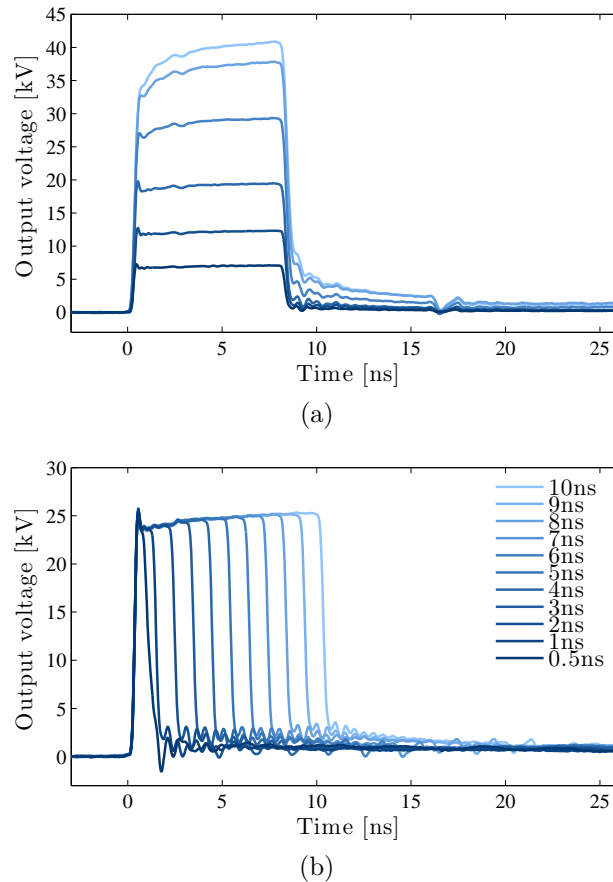 45
40
35
30
25
20
15
10
5
0
Output voltage [kV]
0 5 10 15 20 25
Time [ns]
(a)
30
25
20
15
10
5
0
Output voltage [kV]
10ns
9ns
8ns
7ns
6ns
5ns
4ns
3ns
2ns
1ns
0.5ns
0 5 10 15 20 25
Time [ns]
(b)